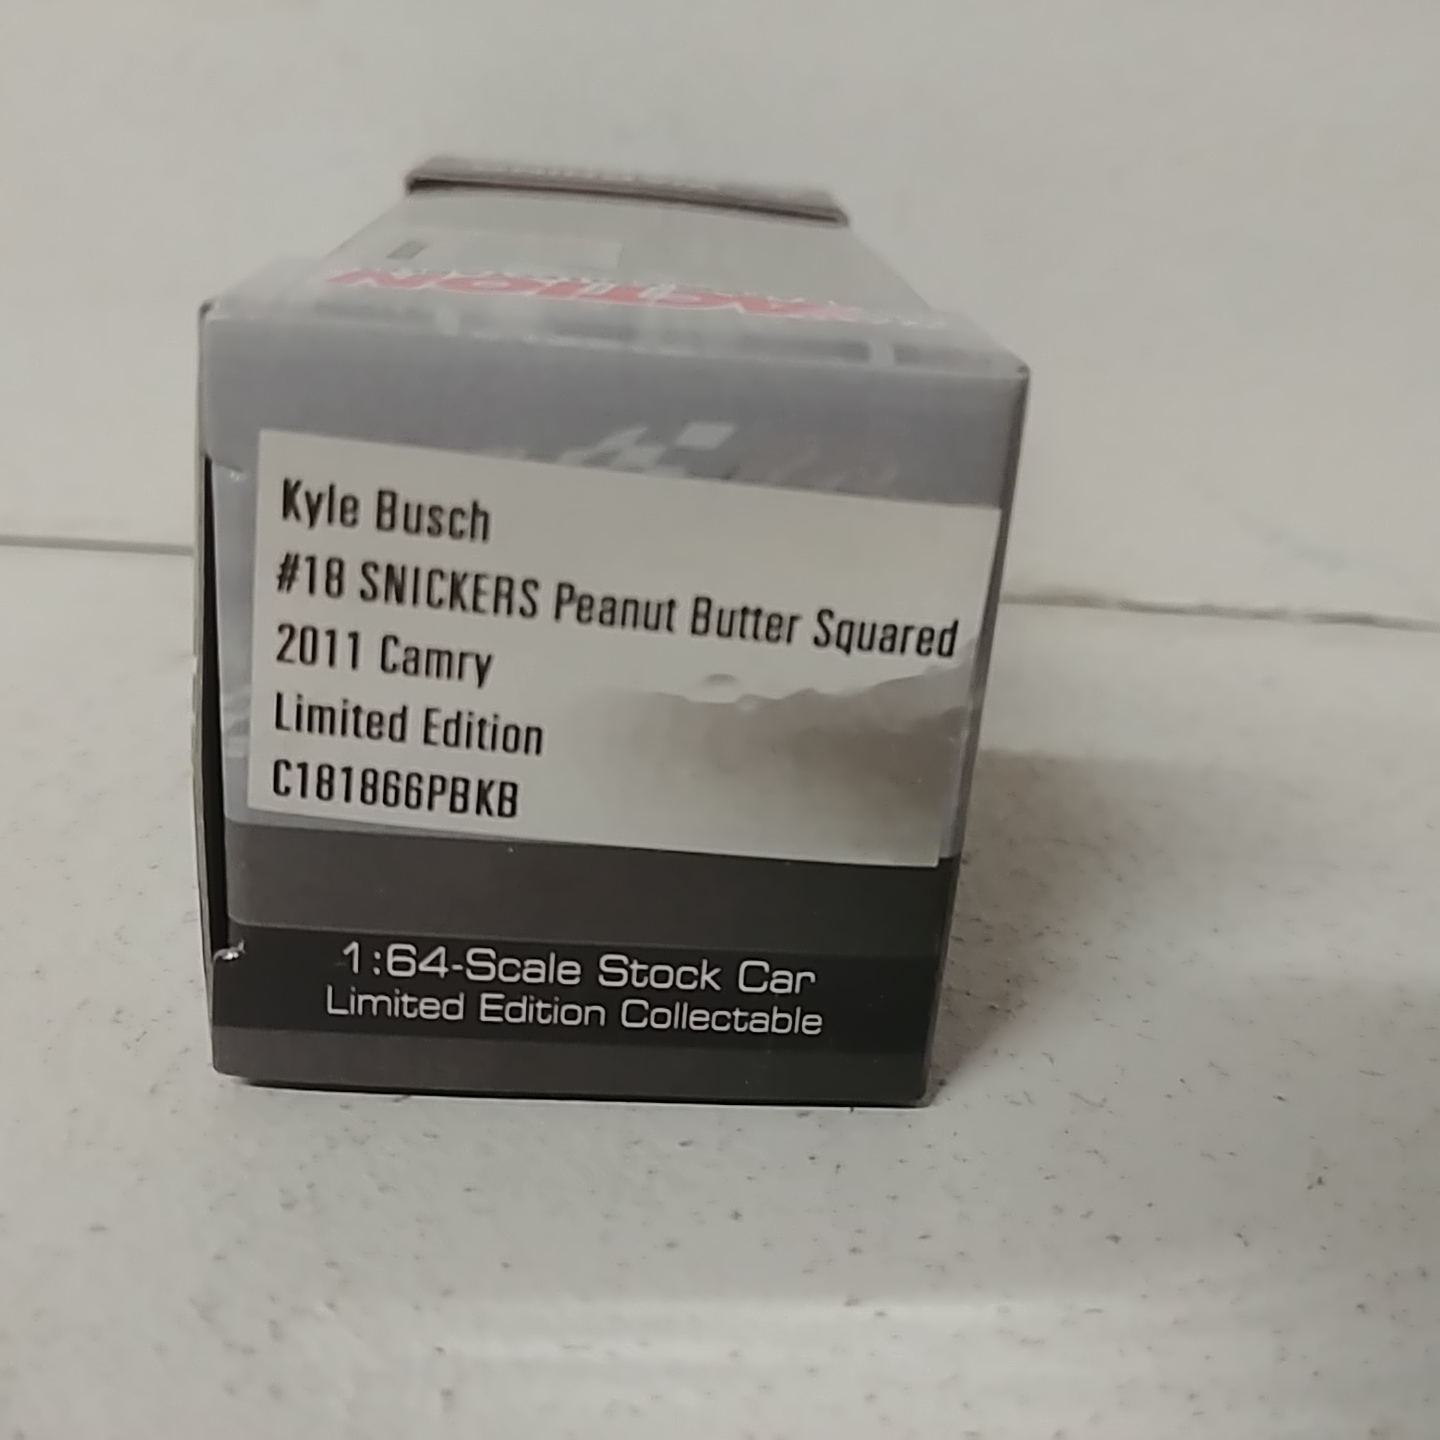 ACTION
Kyle Busch
#18 SNICKERS Peanut Butter Squared
2011 Camry
Limited Edition
C181866PBKB
1:64-Scale Stock Car
Limited Edition Collectable